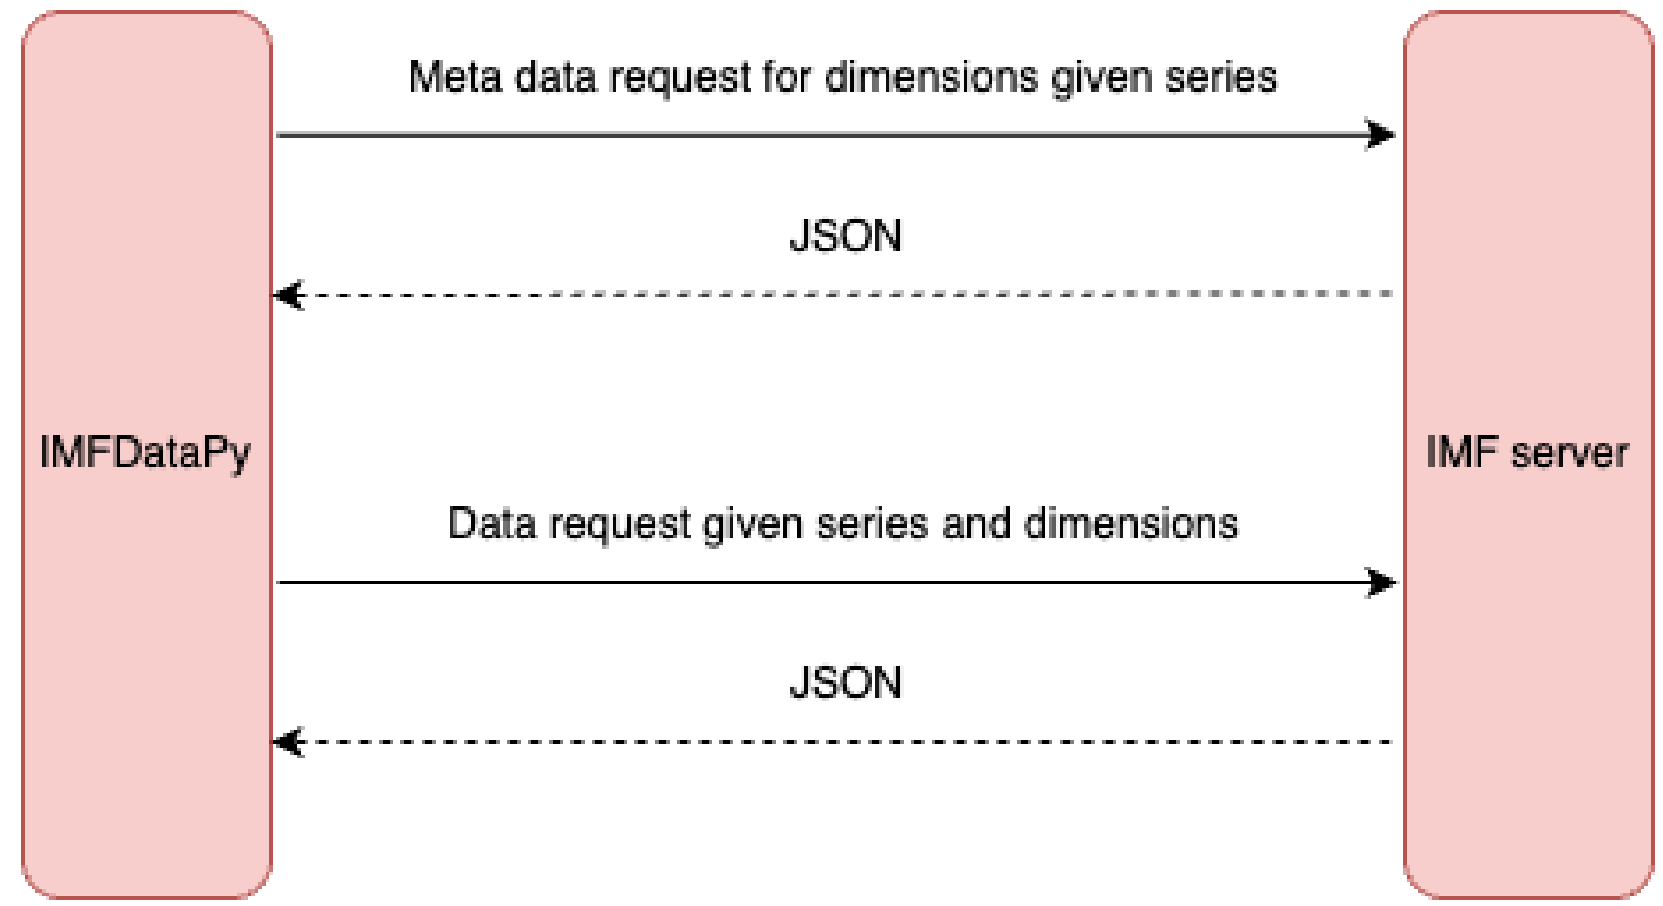 Meta data request for dimensions given series
JSON
IMFDataPy
IMF server
Data request given series and dimensions
JSON